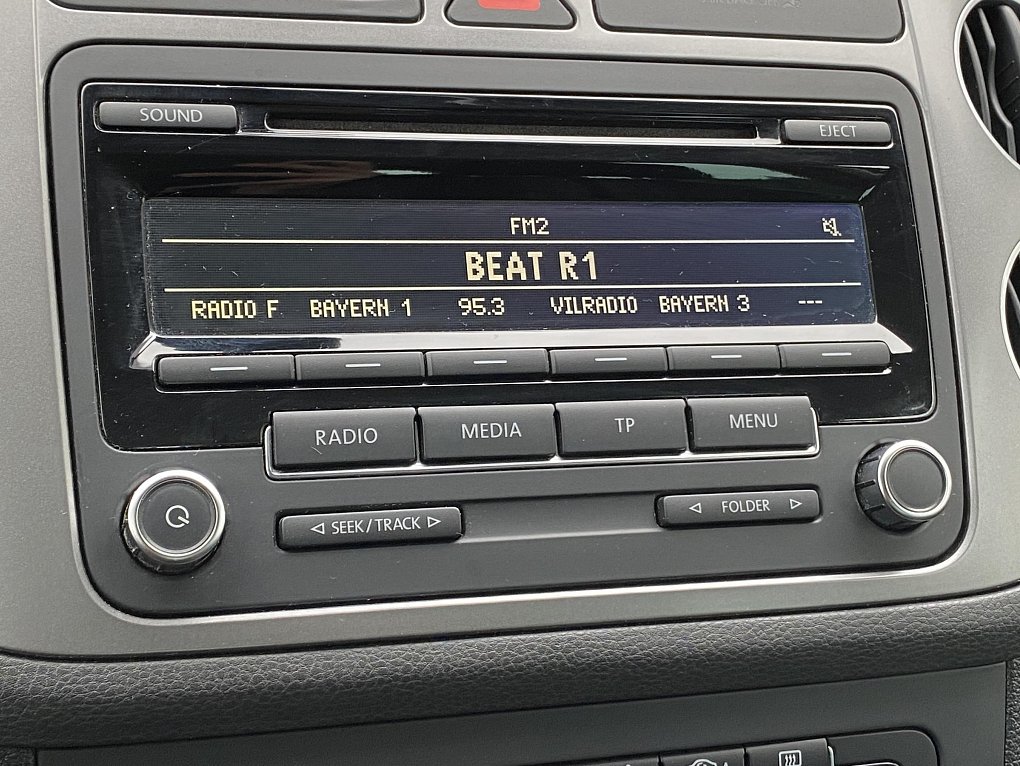 SOUND
EJECT
FM2
BEAT R1
RADIO F BAYERN 1 95.3 VILRADIO BAYERN 3 ---
RADIO MEDIA TP MENU
SEEK / TRACK FOLDER